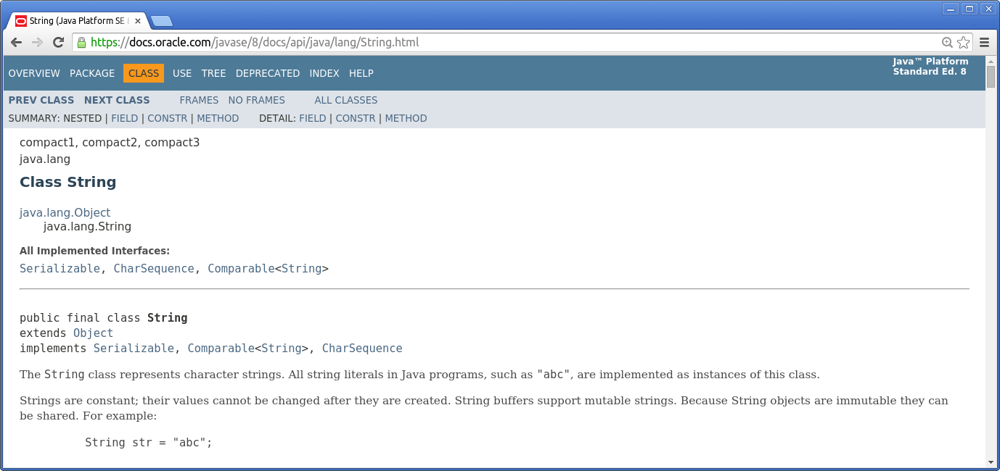 String (Java Platform SE 8
https://docs.oracle.com/javase/8/docs/api/java/lang/String.html
OVERVIEW PACKAGE CLASS USE TREE DEPRECATED INDEX HELP
Java™ Platform
Standard Ed. 8
PREV CLASS NEXT CLASS FRAMES NO FRAMES ALL CLASSES
SUMMARY: NESTED | FIELD | CONSTR | METHOD DETAIL: FIELD | CONSTR | METHOD
compact1, compact2, compact3
java.lang
Class String
java.lang.Object
java.lang.String
All Implemented Interfaces:
Serializable, CharSequence, Comparable<String>
public final class String
extends Object
implements Serializable, Comparable<String>, CharSequence
The String class represents character strings. All string literals in Java programs, such as "abc", are implemented as instances of this class.
Strings are constant; their values cannot be changed after they are created. String buffers support mutable strings. Because String objects are immutable they can
be shared. For example:
String str = "abc";